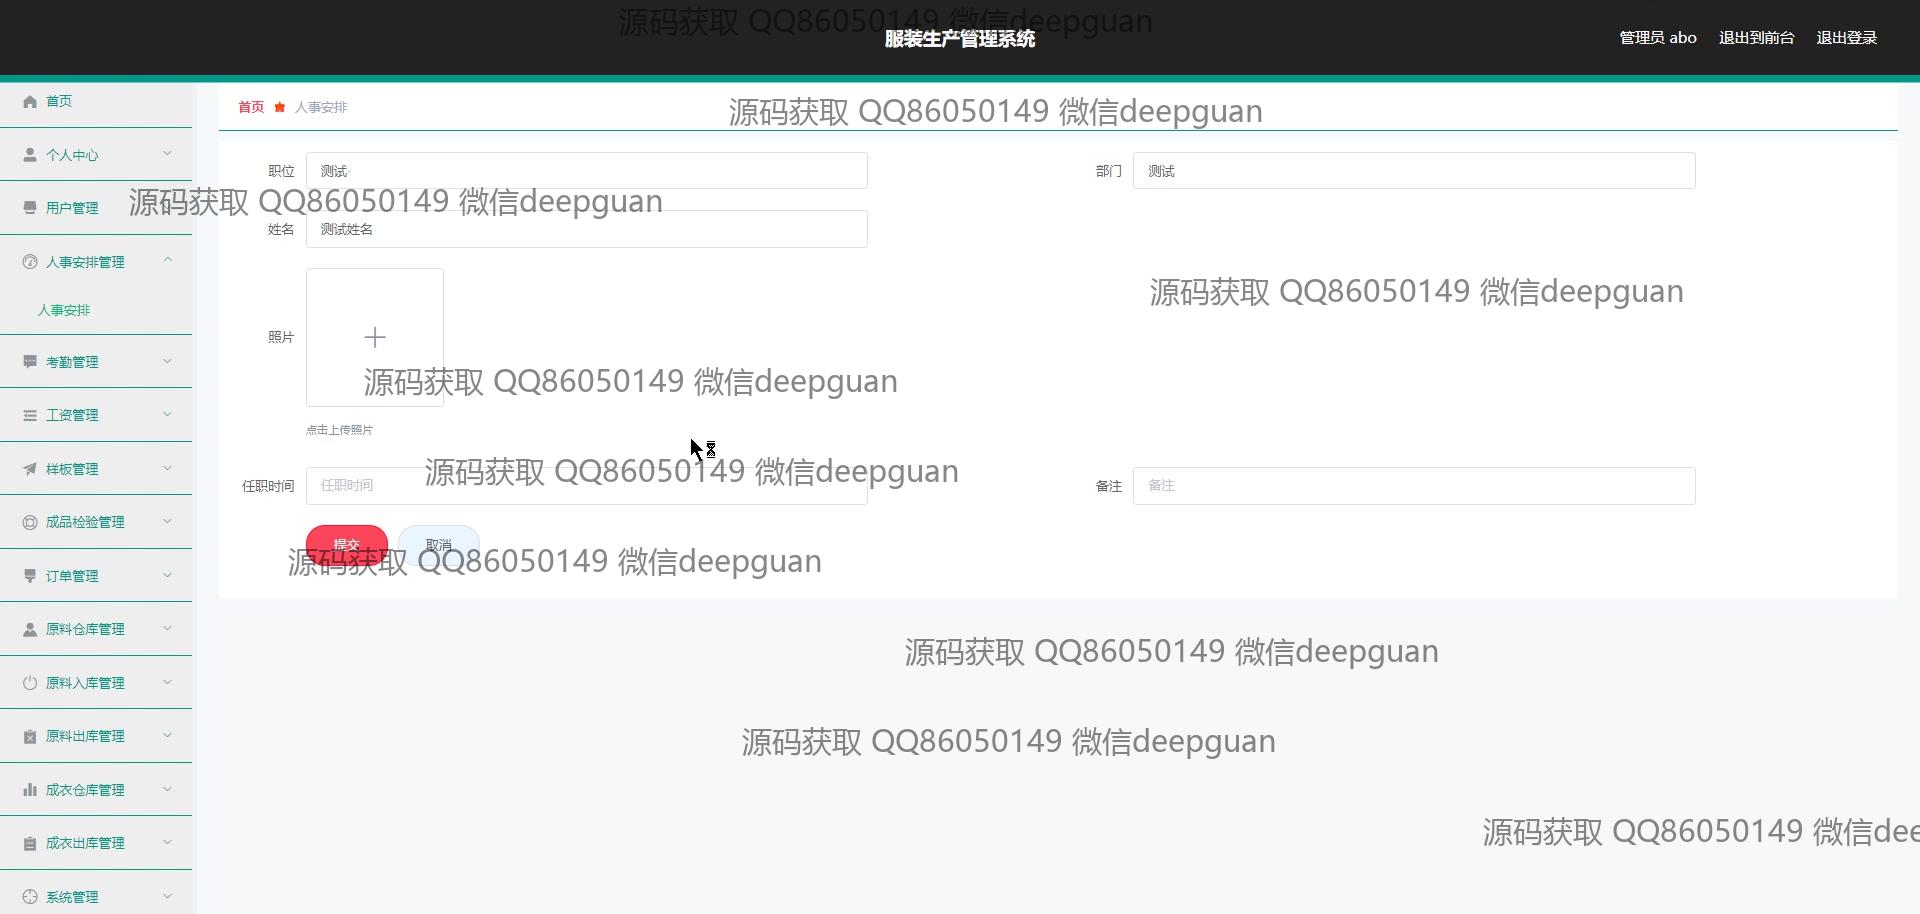 源码获取 QQ86050149 微信deepguan
服装生产管理系统
管理员 abo 退出到前台 退出登录
首页
首页 人事安排
源码获取 QQ86050149 微信deepguan
个人中心
职位 测试
部门 测试
用户管理
源码获取 QQ86050149 微信deepguan
姓名 测试姓名
人事安排管理
源码获取 QQ86050149 微信deepguan
人事安排
照片
考勤管理
源码获取 QQ86050149 微信deepguan
工资管理
点击上传照片
样板管理
源码获取 QQ86050149 微信deepguan
任职时间 任职时间
备注 备注
成品检验管理
提交 取消
源码获取 QQ86050149 微信deepguan
订单管理
原料仓库管理
源码获取 QQ86050149 微信deepguan
原料入库管理
原料出库管理
源码获取 QQ86050149 微信deepguan
成衣仓库管理
源码获取 QQ86050149 微信dee
成衣出库管理
系统管理